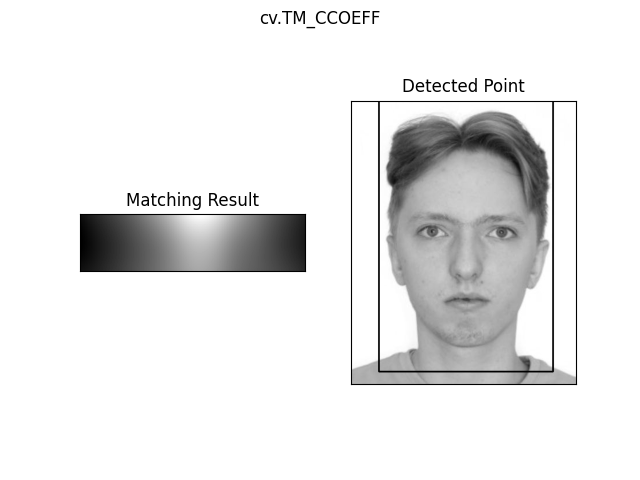 cv.TM_CCOEFF
Detected Point
Matching Result